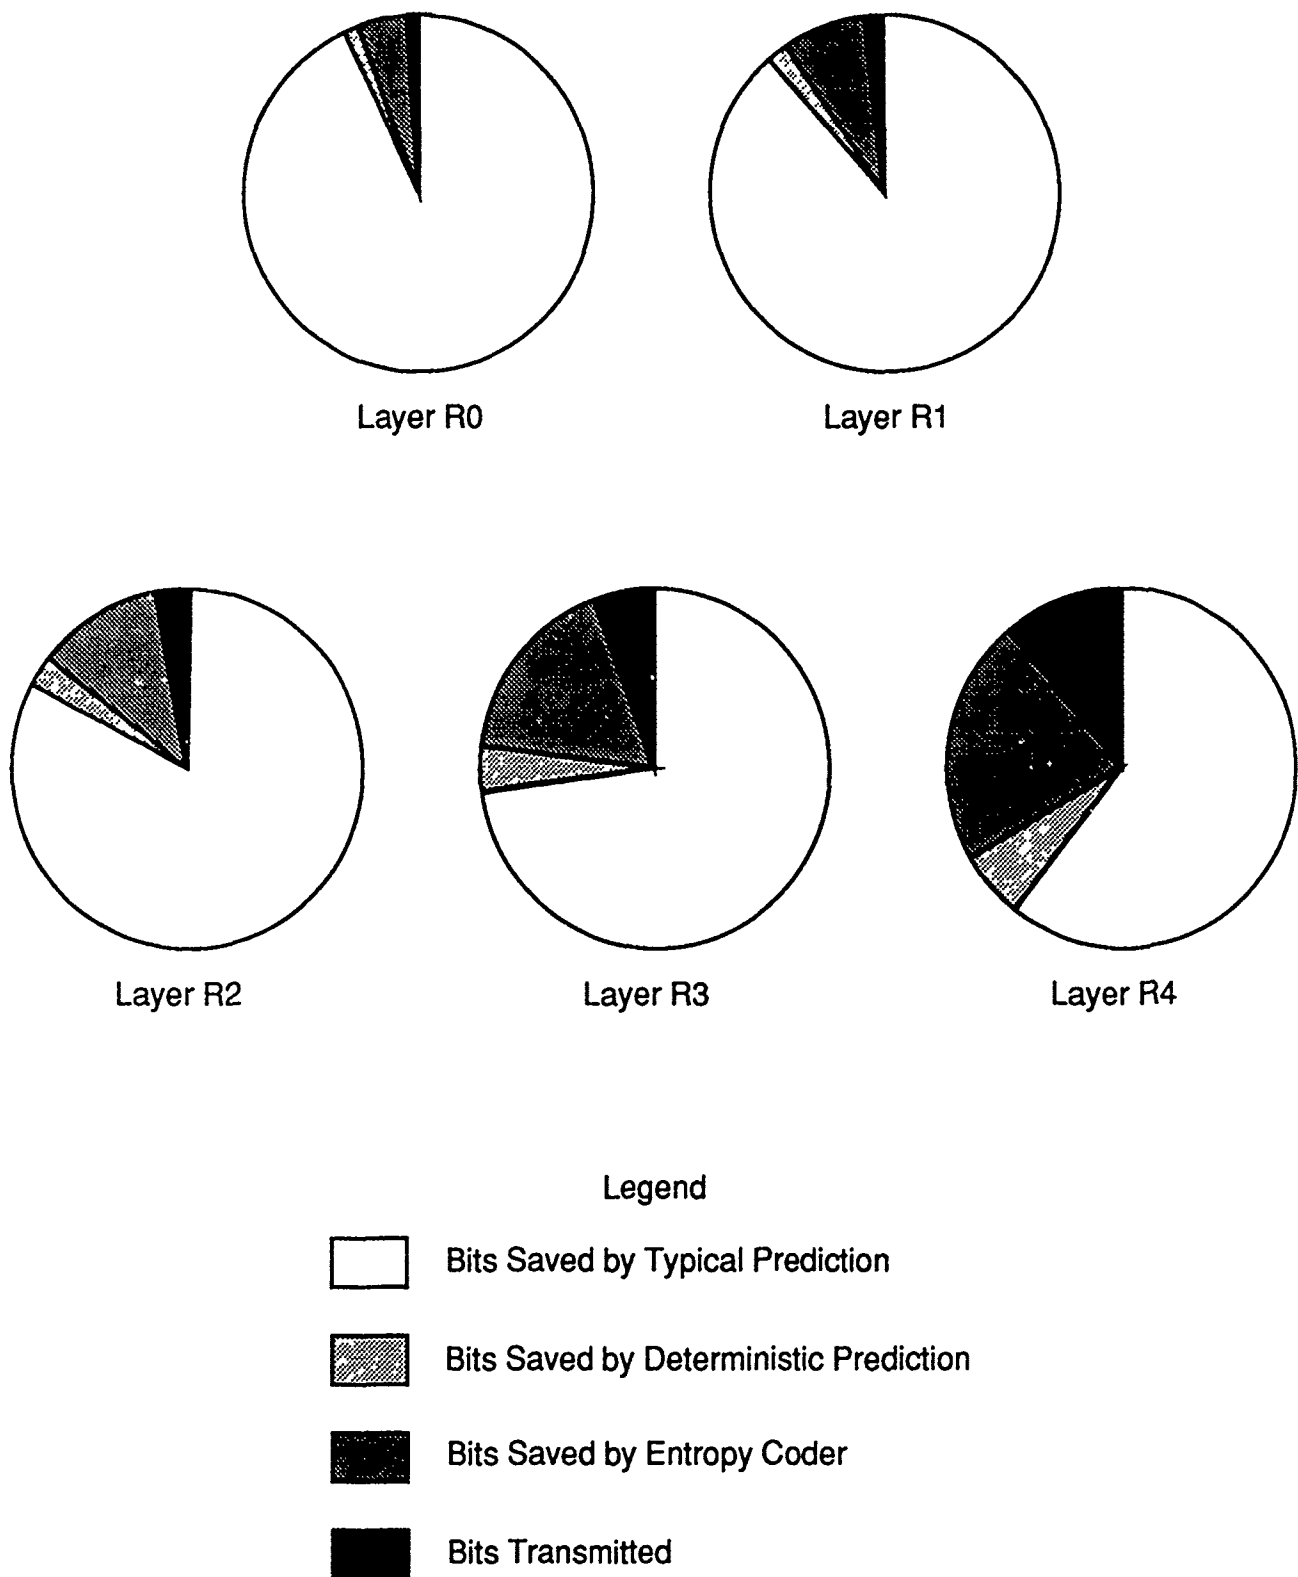 Layer R0
Layer R1
Layer R2
Layer R3
Layer R4
Legend
Bits Saved by Typical Prediction
Bits Saved by Deterministic Prediction
Bits Saved by Entropy Coder
Bits Transmitted